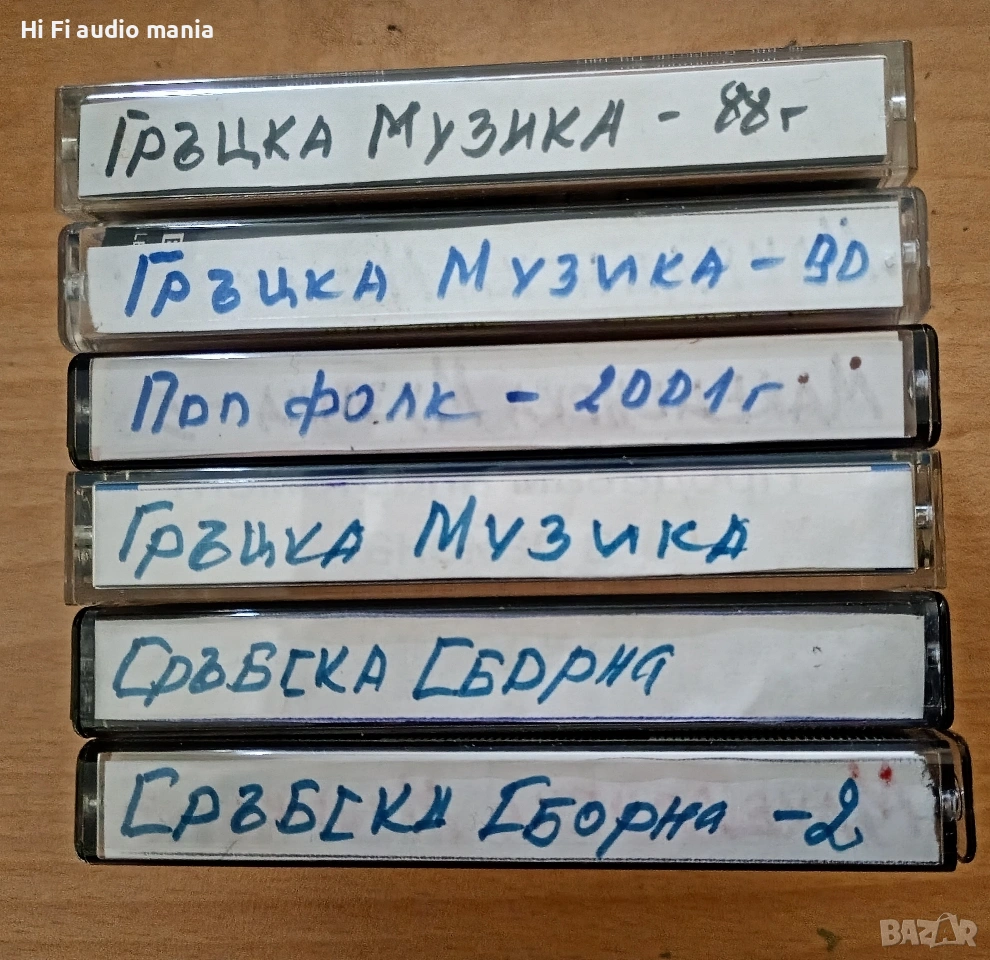 Hi Fi audio mania
Гръцка Музика - 88г
Гръцка Музика - 90
Поп фолк - 2001г
Гръцка Музика
Сръбска Сборна
Сръбска Сборна - 2
BAZAR